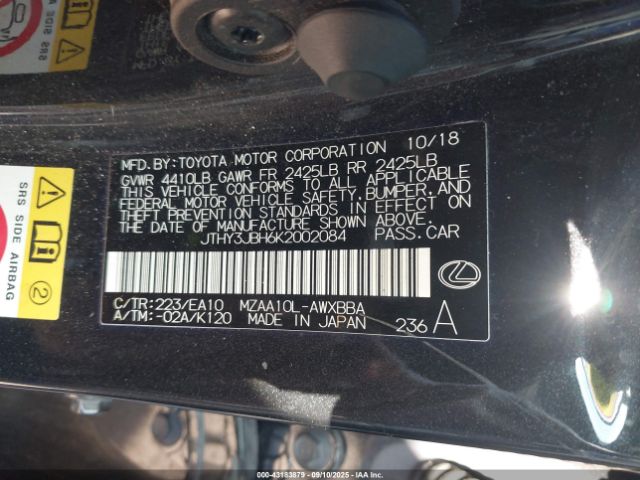 MFD.BY:TOYOTA MOTOR CORPORATION 10/18
GVWR 4410LB GAWR FR 2425LB RR 2425LB
THIS VEHICLE CONFORMS TO ALL APPLICABLE
FEDERAL MOTOR VEHICLE SAFETY,BUMPER,AND
THEFT PREVENTION STANDARDS IN EFFECT ON
THE DATE OF MANUFACTURE SHOWN ABOVE.
JTHY3JBH6K2002084 PASS.CAR
C/TR:223/EA10 MZAA10L-AWXBBA
A/TM:-02A/K120 MADE IN JAPAN 236 A
SRS SIDE AIRBAG
2
000-43183879 - 09/10/2025 - IAA Inc.